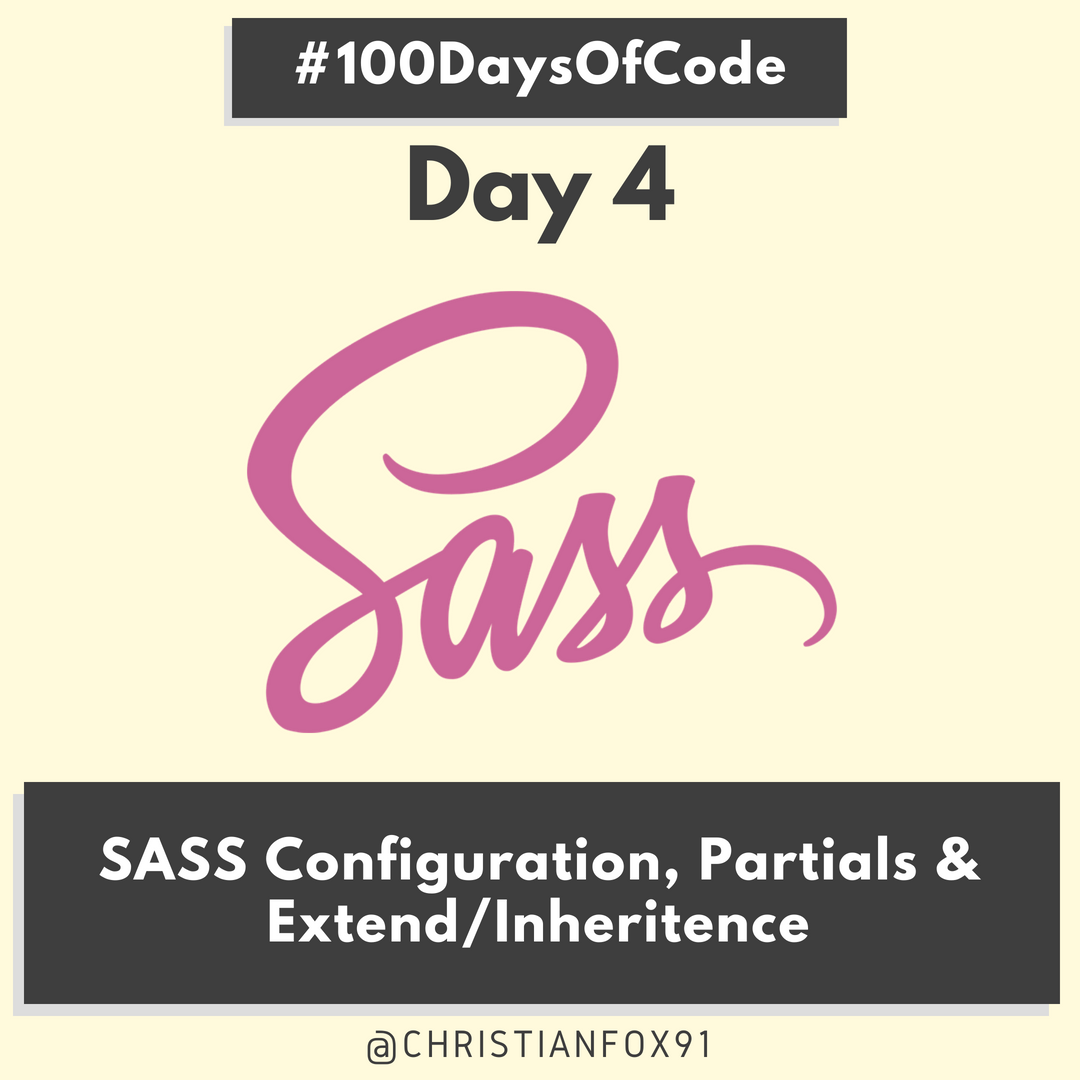 #100DaysOfCode
Day 4
Sass
SASS Configuration, Partials &
Extend/Inheritence
@CHRISTIANFOX91